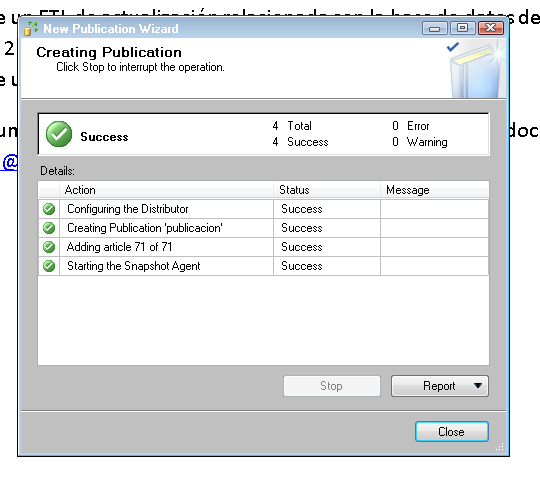 e un ETL de actualización relacionada con la base de datos de
New Publication Wizard
Creating Publication
Click Stop to interrupt the operation.
2
e u
Success
4 Total 0 Error
4 Success 0 Warning
um
doc
@
Details:
Action Status Message
Configuring the Distributor Success
Creating Publication 'publicacion' Success
Adding article 71 of 71 Success
Starting the Snapshot Agent Success
Stop Report
Close